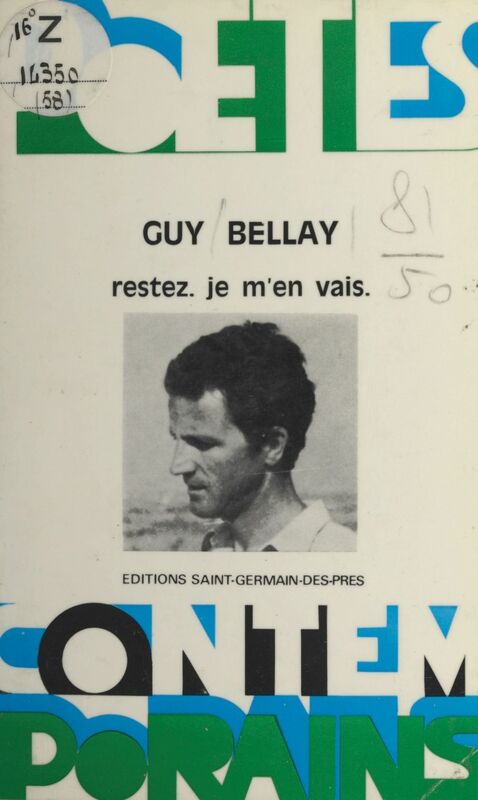 16° Z
14350
(58)
POETES
81
50
GUY BELLAY
restez. je m'en vais.
EDITIONS SAINT-GERMAIN-DES-PRES
CONTEM
PORAINS